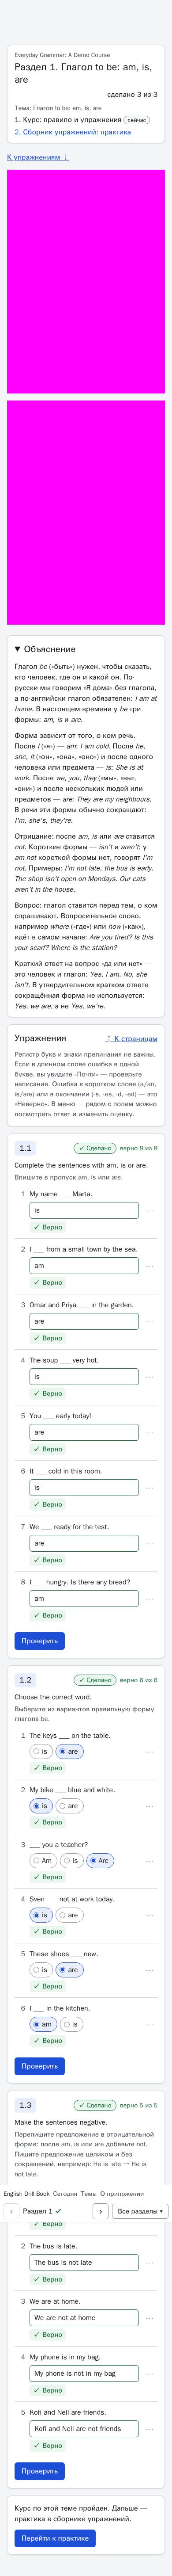 Everyday Grammar: A Demo Course
Раздел 1. Глагол to be: am, is,
are
сделано 3 из 3
Тема: Глагол to be: am, is, are
1. Курс: правило и упражнения сейчас
2. Сборник упражнений: практика
К упражнениям ↓
▼ Объяснение
Глагол be («быть») нужен, чтобы сказать,
кто человек, где он и какой он. По-
русски мы говорим «Я дома» без глагола,
а по-английски глагол обязателен: I am at
home. В настоящем времени у be три
формы: am, is и are.
Форма зависит от того, о ком речь.
После I («я») — am: I am cold. После he,
she, it («он», «она», «оно») и после одного
человека или предмета — is: She is at
work. После we, you, they («мы», «вы»,
«они») и после нескольких людей или
предметов — are: They are my neighbours.
В речи эти формы обычно сокращают:
I'm, she's, they're.
Отрицание: после am, is или are ставится
not. Короткие формы — isn't и aren't; у
am not короткой формы нет, говорят I'm
not. Примеры: I'm not late, the bus is early.
The shop isn't open on Mondays. Our cats
aren't in the house.
Вопрос: глагол ставится перед тем, о ком
спрашивают. Вопросительное слово,
например where («где») или how («как»),
идёт в самом начале: Are you tired? Is this
your scarf? Where is the station?
Краткий ответ на вопрос «да или нет» —
это человек и глагол: Yes, I am. No, she
isn't. В утвердительном кратком ответе
сокращённая форма не используется:
Yes, we are, а не Yes, we're.
Упражнения ↑ К страницам
Регистр букв и знаки препинания не важны.
Если в длинном слове ошибка в одной
букве, вы увидите «Почти» — проверьте
написание. Ошибка в коротком слове (a/an,
is/are) или в окончании (-s, -es, -d, -ed) — это
«Неверно». В меню ··· рядом с полем можно
посмотреть ответ и изменить оценку.
1.1 ✓ Сделано верно 8 из 8
Complete the sentences with am, is or are.
Впишите в пропуск am, is или are.
1 My name ___ Marta.
is ···
✓ Верно
2 I ___ from a small town by the sea.
am ···
✓ Верно
3 Omar and Priya ___ in the garden.
are ···
✓ Верно
4 The soup ___ very hot.
is ···
✓ Верно
5 You ___ early today!
are ···
✓ Верно
6 It ___ cold in this room.
is ···
✓ Верно
7 We ___ ready for the test.
are ···
✓ Верно
8 I ___ hungry. Is there any bread?
am ···
✓ Верно
Проверить
1.2 ✓ Сделано верно 6 из 6
Choose the correct word.
Выберите из вариантов правильную форму
глагола be.
1 The keys ___ on the table.
is are ···
✓ Верно
2 My bike ___ blue and white.
is are ···
✓ Верно
3 ___ you a teacher?
Am Is Are ···
✓ Верно
4 Sven ___ not at work today.
is are ···
✓ Верно
5 These shoes ___ new.
is are ···
✓ Верно
6 I ___ in the kitchen.
am is ···
✓ Верно
Проверить
1.3 ✓ Сделано верно 5 из 5
Make the sentences negative.
Перепишите предложение в отрицательной
форме: после am, is или are добавьте not.
Пишите предложение целиком и без
сокращений, например: He is late → He is
not late.
English Drill Book Сегодня Темы О приложении
‹ Раздел 1 ✓ › Все разделы ▾
✓ Верно
2 The bus is late.
The bus is not late ···
✓ Верно
3 We are at home.
We are not at home ···
✓ Верно
4 My phone is in my bag.
My phone is not in my bag ···
✓ Верно
5 Kofi and Nell are friends.
Kofi and Nell are not friends ···
✓ Верно
Проверить
Курс по этой теме пройден. Дальше —
практика в сборнике упражнений.
Перейти к практике